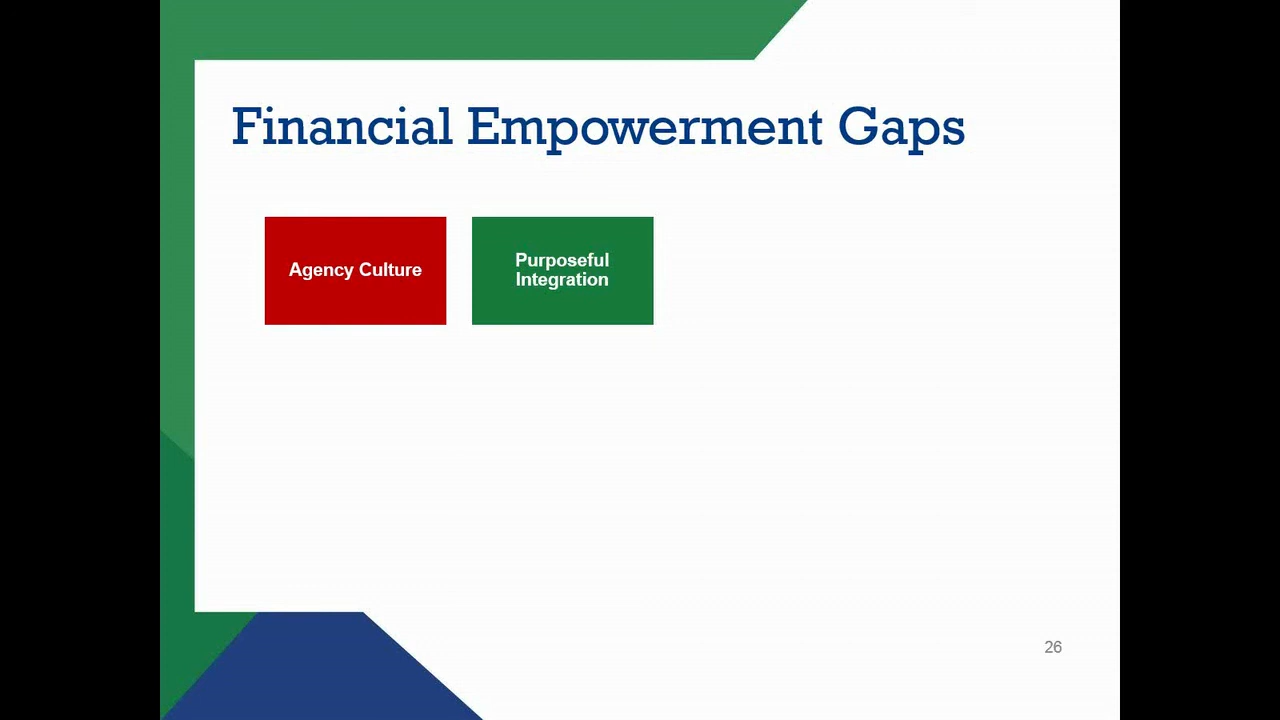 Financial Empowerment Gaps
Agency Culture
Purposeful
Integration
26